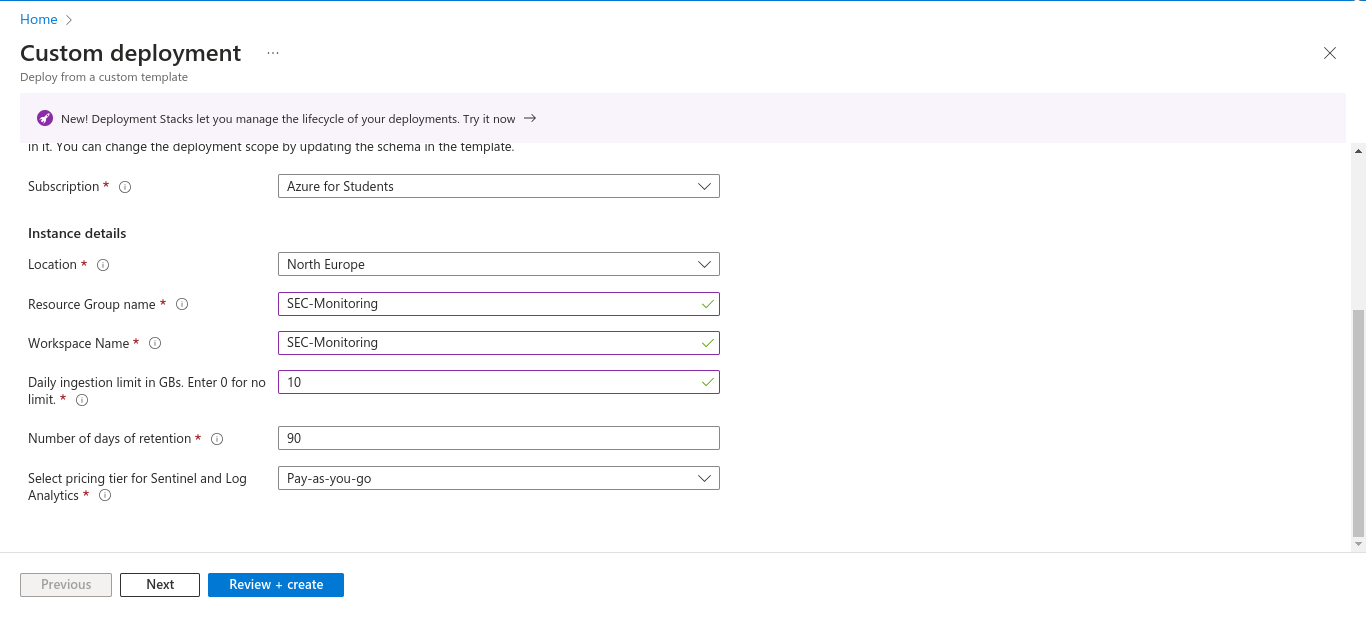 Home
Custom deployment
Deploy from a custom template
New! Deployment Stacks let you manage the lifecycle of your deployments. Try it now
in it. You can change the deployment scope by updating the schema in the template.
Subscription *
Azure for Students
Instance details
Location *
North Europe
Resource Group name *
SEC-Monitoring
Workspace Name *
SEC-Monitoring
Daily ingestion limit in GBs. Enter 0 for no
limit. *
10
Number of days of retention *
90
Select pricing tier for Sentinel and Log
Analytics *
Pay-as-you-go
Previous
Next
Review + create